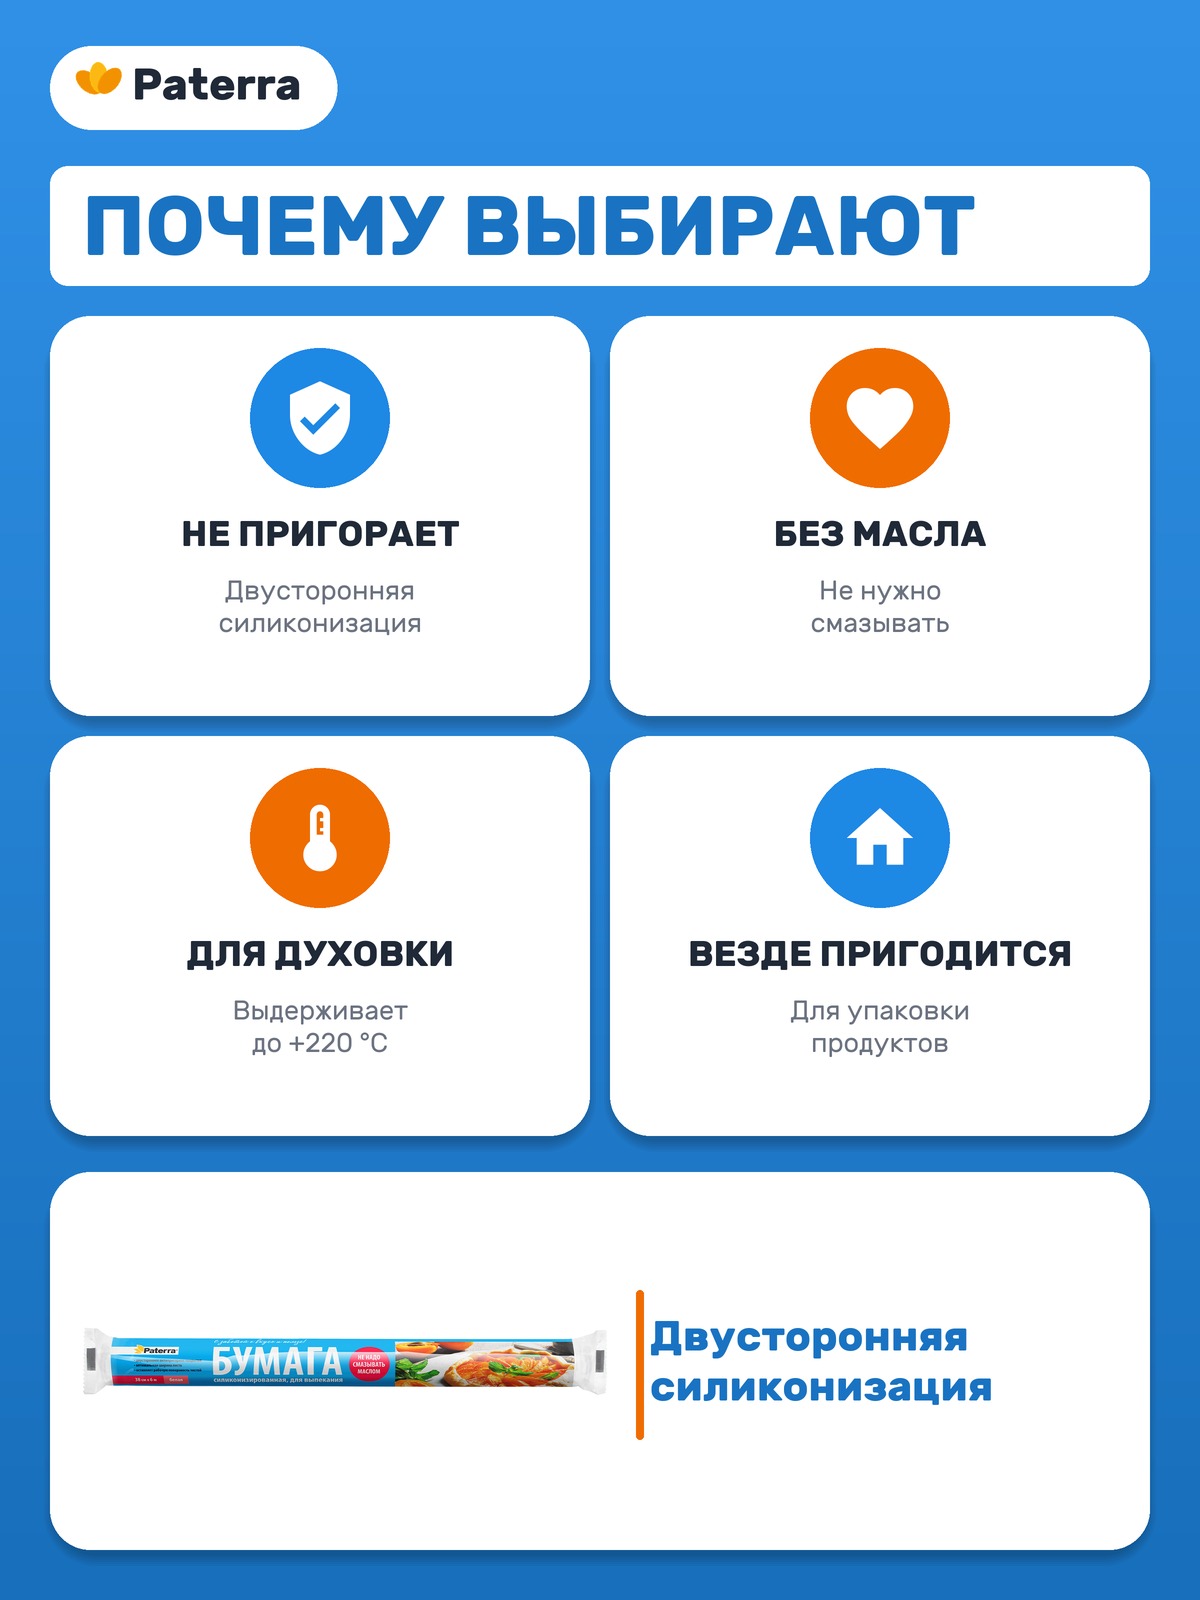 Paterra
ПОЧЕМУ ВЫБИРАЮТ
НЕ ПРИГОРАЕТ
Двусторонняя
силиконизация
БЕЗ МАСЛА
Не нужно
смазывать
ДЛЯ ДУХОВКИ
Выдерживает
до +220 °C
ВЕЗДЕ ПРИГОДИТСЯ
Для упаковки
продуктов
Paterra
БУМАГА
силиконизированная, для выпекания
НЕ НАДО
СМАЗЫВАТЬ
МАСЛОМ
Двусторонняя
силиконизация